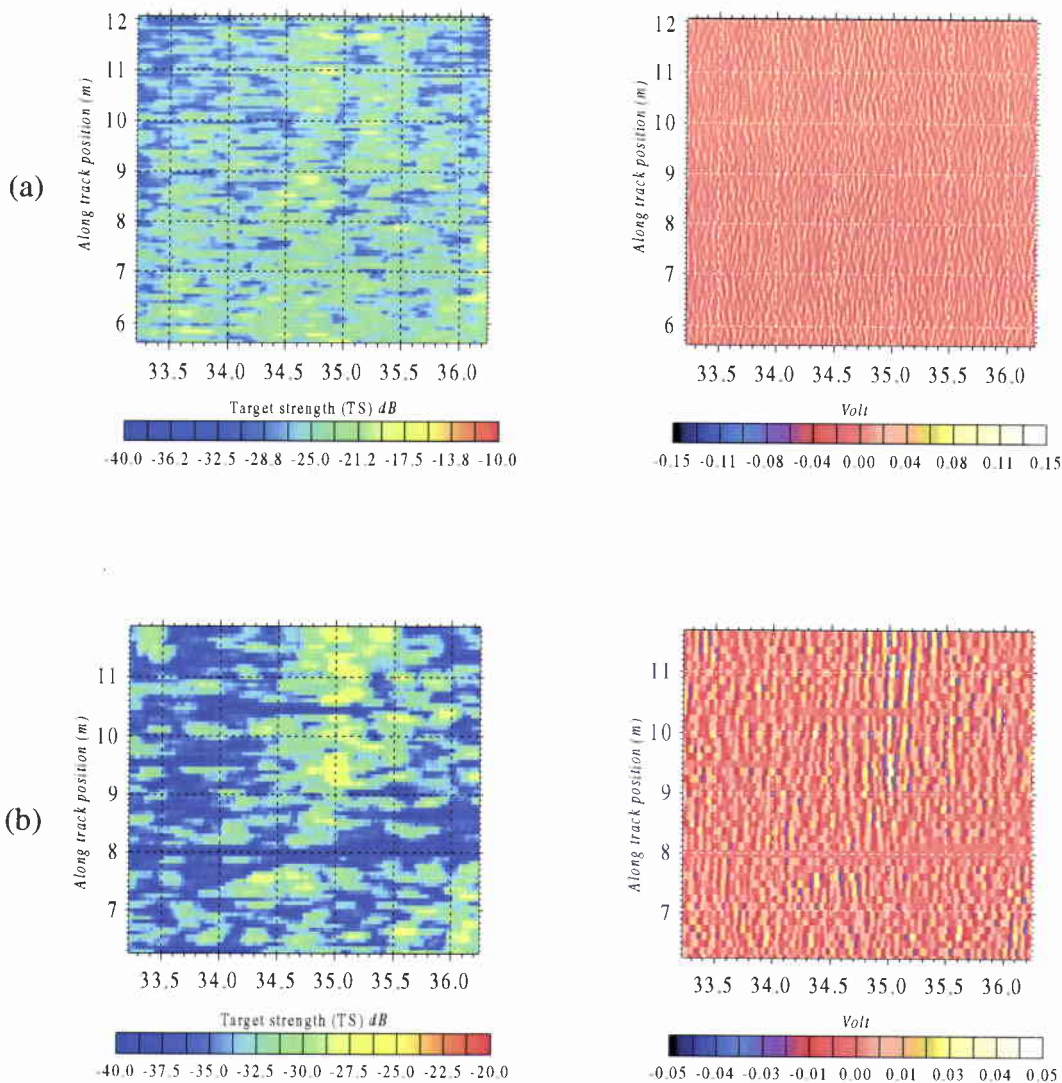 (a)
Along track position (m)
12
11
10
9
8
7
6
33.5 34.0 34.5 35.0 35.5 36.0
Target strength (TS) dB
-40.0 -36.2 -32.5 -28.8 -25.0 -21.2 -17.5 -13.8 -10.0
Along track position (m)
12
11
10
9
8
7
6
33.5 34.0 34.5 35.0 35.5 36.0
Volt
-0.15 -0.11 -0.08 -0.04 0.00 0.04 0.08 0.11 0.15
(b)
Along track position (m)
11
10
9
8
7
33.5 34.0 34.5 35.0 35.5 36.0
Target strength (TS) dB
-40.0 -37.5 -35.0 -32.5 -30.0 -27.5 -25.0 -22.5 -20.0
Along track position (m)
11
10
9
8
7
33.5 34.0 34.5 35.0 35.5 36.0
Volt
-0.05 -0.04 -0.03 -0.01 0.00 0.01 0.03 0.04 0.05